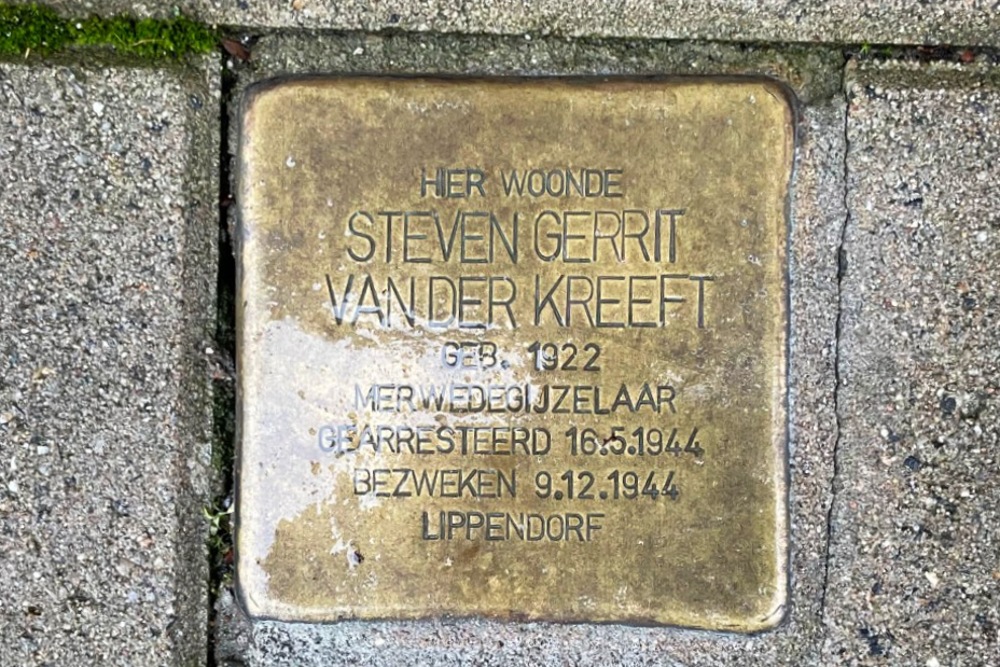 HIER WOONDE
STEVEN GERRIT
VAN DER KREEFT
GEB. 1922
MERWEDEGIJZELAAR
GEARRESTEERD 16.5.1944
BEZWEKEN 9.12.1944
LIPPENDORF